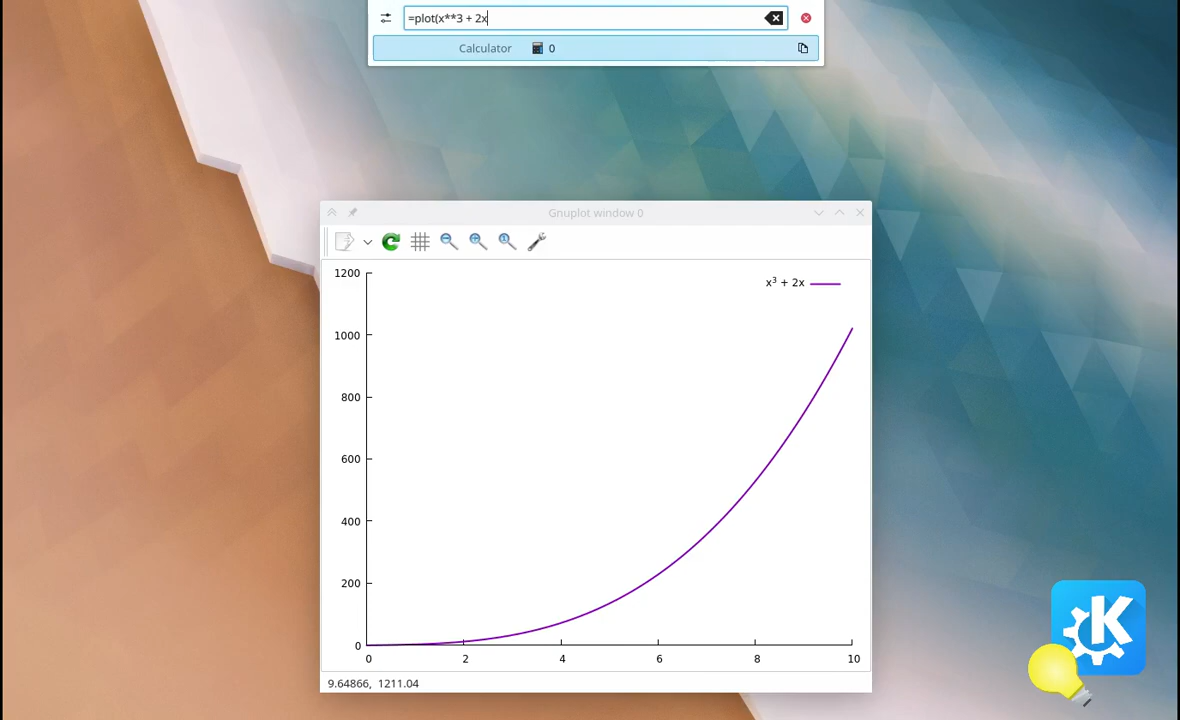 =plot(x**3 + 2x
Calculator 0
Gnuplot window 0
1200
x³ + 2x
1000
800
600
400
200
0
0 2 4 6 8 10
9.64866, 1211.04
K